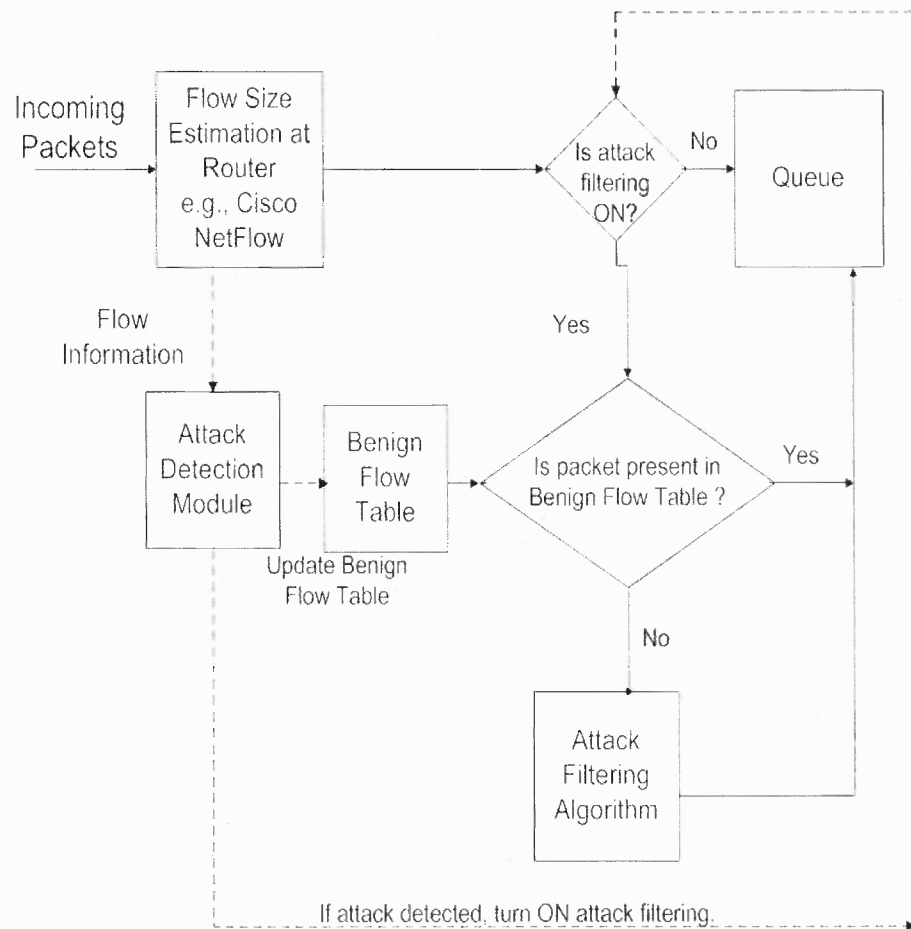 Incoming
Packets
Flow Size
Estimation at
Router
e.g., Cisco
NetFlow
Is attack
filtering
ON?
No
Queue
Flow
Information
Yes
Attack
Detection
Module
Benign
Flow
Table
Is packet present in
Benign Flow Table ?
Yes
Update Benign
Flow Table
No
Attack
Filtering
Algorithm
If attack detected, turn ON attack filtering.